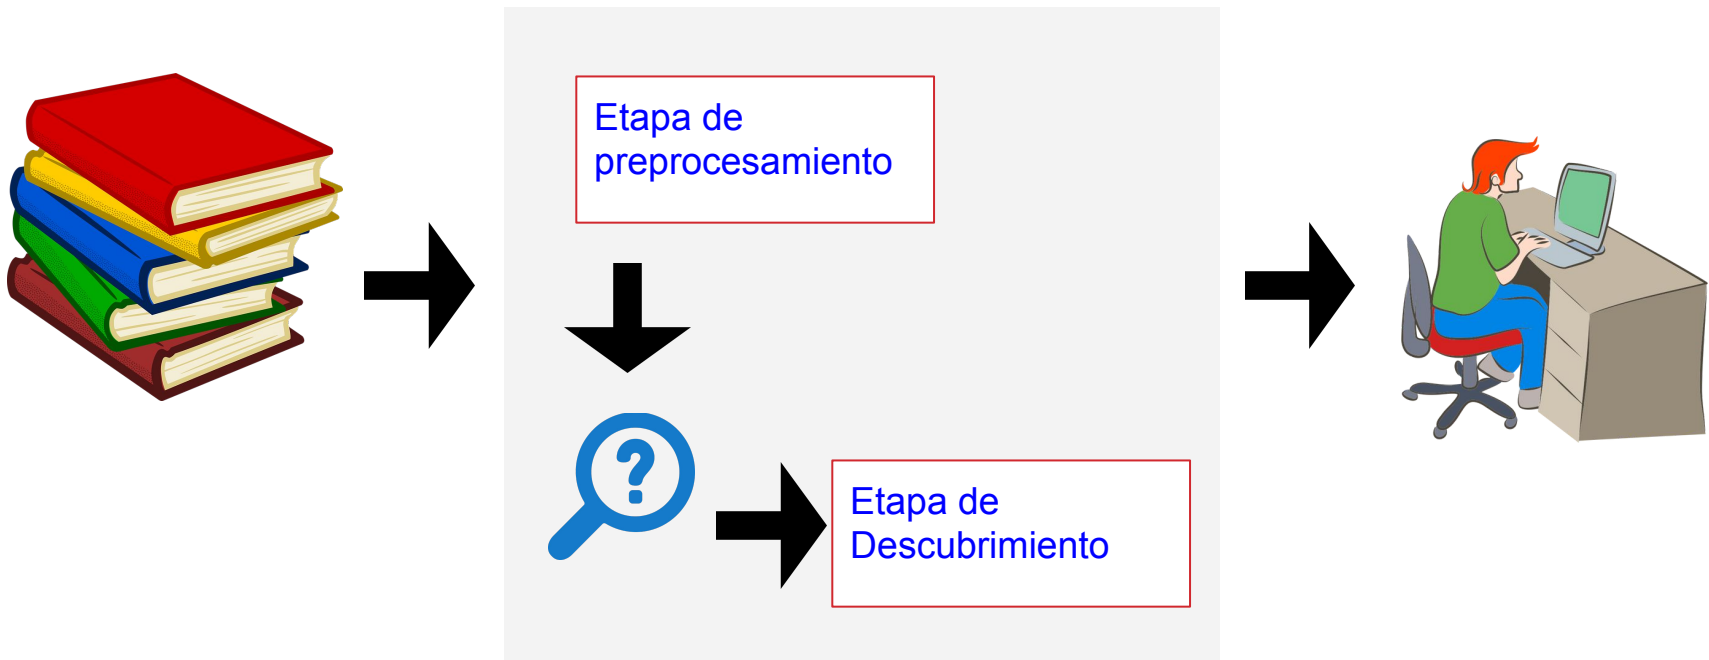 Etapa de
preprocesamiento
?
Etapa de
Descubrimiento